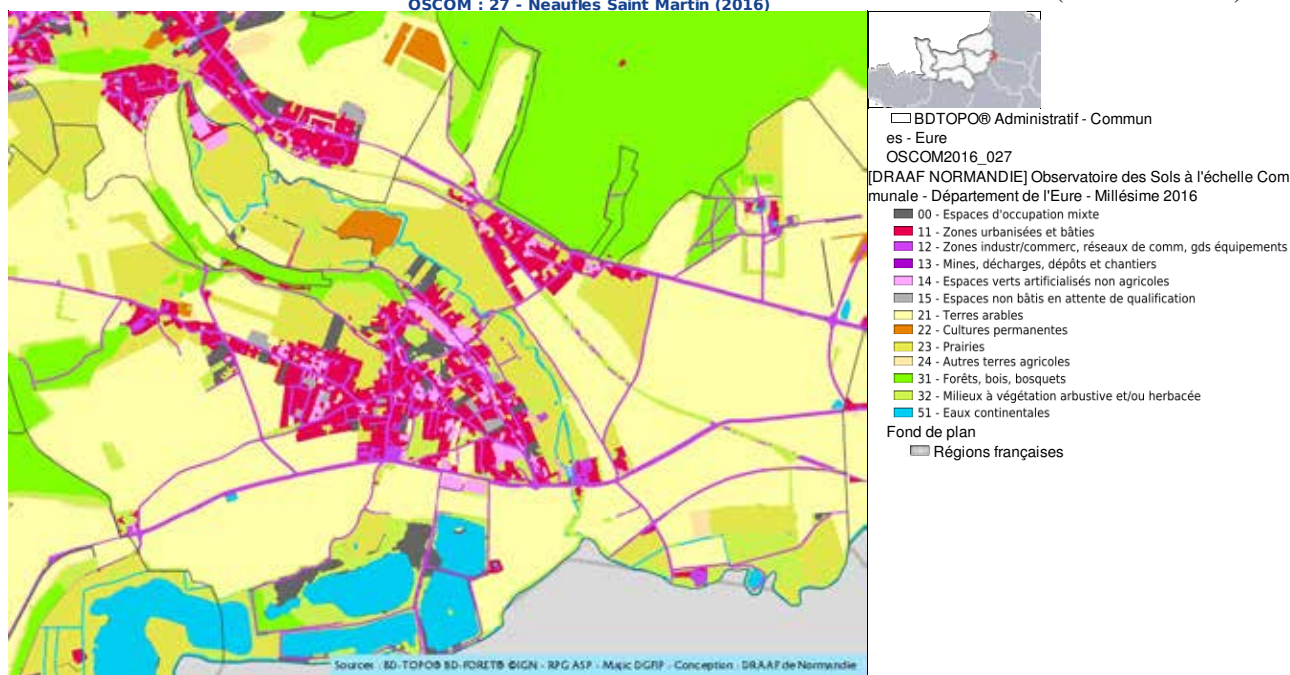 OSCOM : 27 - Neaufles Saint Martin (2016)
BDTOPO® Administratif - Commun
es - Eure
OSCOM2016_027
[DRAAF NORMANDIE] Observatoire des Sols à l'échelle Com
munale - Département de l'Eure - Millésime 2016
00 - Espaces d'occupation mixte
11 - Zones urbanisées et bâties
12 - Zones industr/commerc, réseaux de comm, gds équipements
13 - Mines, décharges, dépôts et chantiers
14 - Espaces verts artificialisés non agricoles
15 - Espaces non bâtis en attente de qualification
21 - Terres arables
22 - Cultures permanentes
23 - Prairies
24 - Autres terres agricoles
31 - Forêts, bois, bosquets
32 - Milieux à végétation arbustive et/ou herbacée
51 - Eaux continentales
Fond de plan
Régions françaises
Sources : BD-TOPO® BD-FORET® ©IGN - RPG ASP - Majic DGFIP - Conception : DRAAF de Normandie